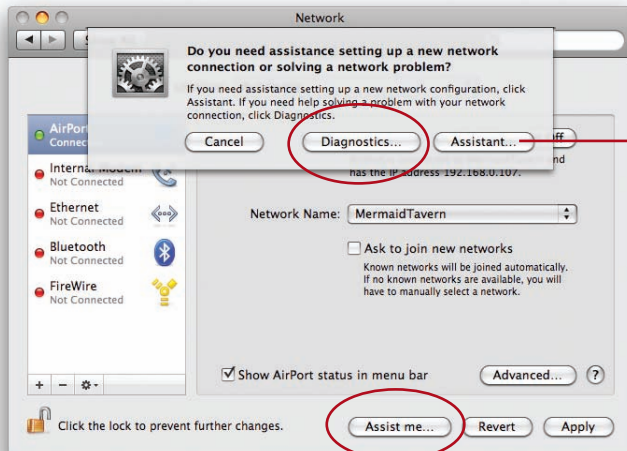 Network
Do you need assistance setting up a new network
connection or solving a network problem?
If you need assistance setting up a new network configuration, click
Assistant. If you need help solving a problem with your network
connection, click Diagnostics.
Cancel
Diagnostics...
Assistant...
AirPort
Off
Internal Modem
Not Connected
and
has the IP address 192.168.0.107.
Ethernet
Not Connected
Network Name:
MermaidTavern
Bluetooth
Not Connected
Ask to join new networks
Known networks will be joined automatically.
If no known networks are available, you will
have to manually select a network.
FireWire
Not Connected
Show AirPort status in menu bar
Advanced...
?
Click the lock to prevent further changes.
Assist me...
Revert
Apply